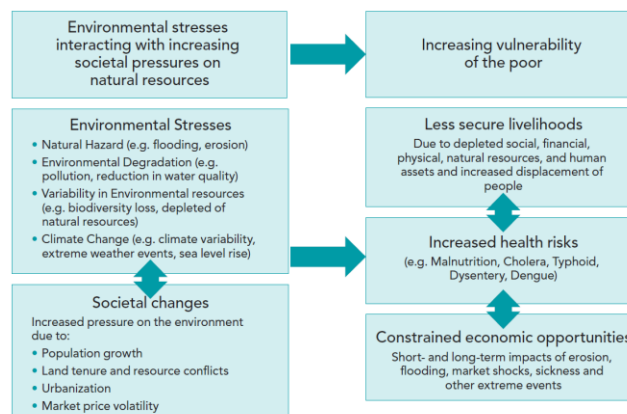 Environmental stresses
interacting with increasing
societal pressures on
natural resources
Increasing vulnerability
of the poor
Environmental Stresses
• Natural Hazard (e.g. flooding, erosion)
• Environmental Degradation (e.g.
pollution, reduction in water quality)
• Variability in Environmental resources
(e.g. biodiversity loss, depleted of
natural resources)
• Climate Change (e.g. climate variability,
extreme weather events, sea level rise)
Societal changes
Increased pressure on the environment
due to:
• Population growth
• Land tenure and resource conflicts
• Urbanization
• Market price volatility
Less secure livelihoods
Due to depleted social, financial,
physical, natural resources, and human
assets and increased displacement of
people
Increased health risks
(e.g. Malnutrition, Cholera, Typhoid,
Dysentery, Dengue)
Constrained economic opportunities
Short- and long-term impacts of erosion,
flooding, market shocks, sickness and
other extreme events